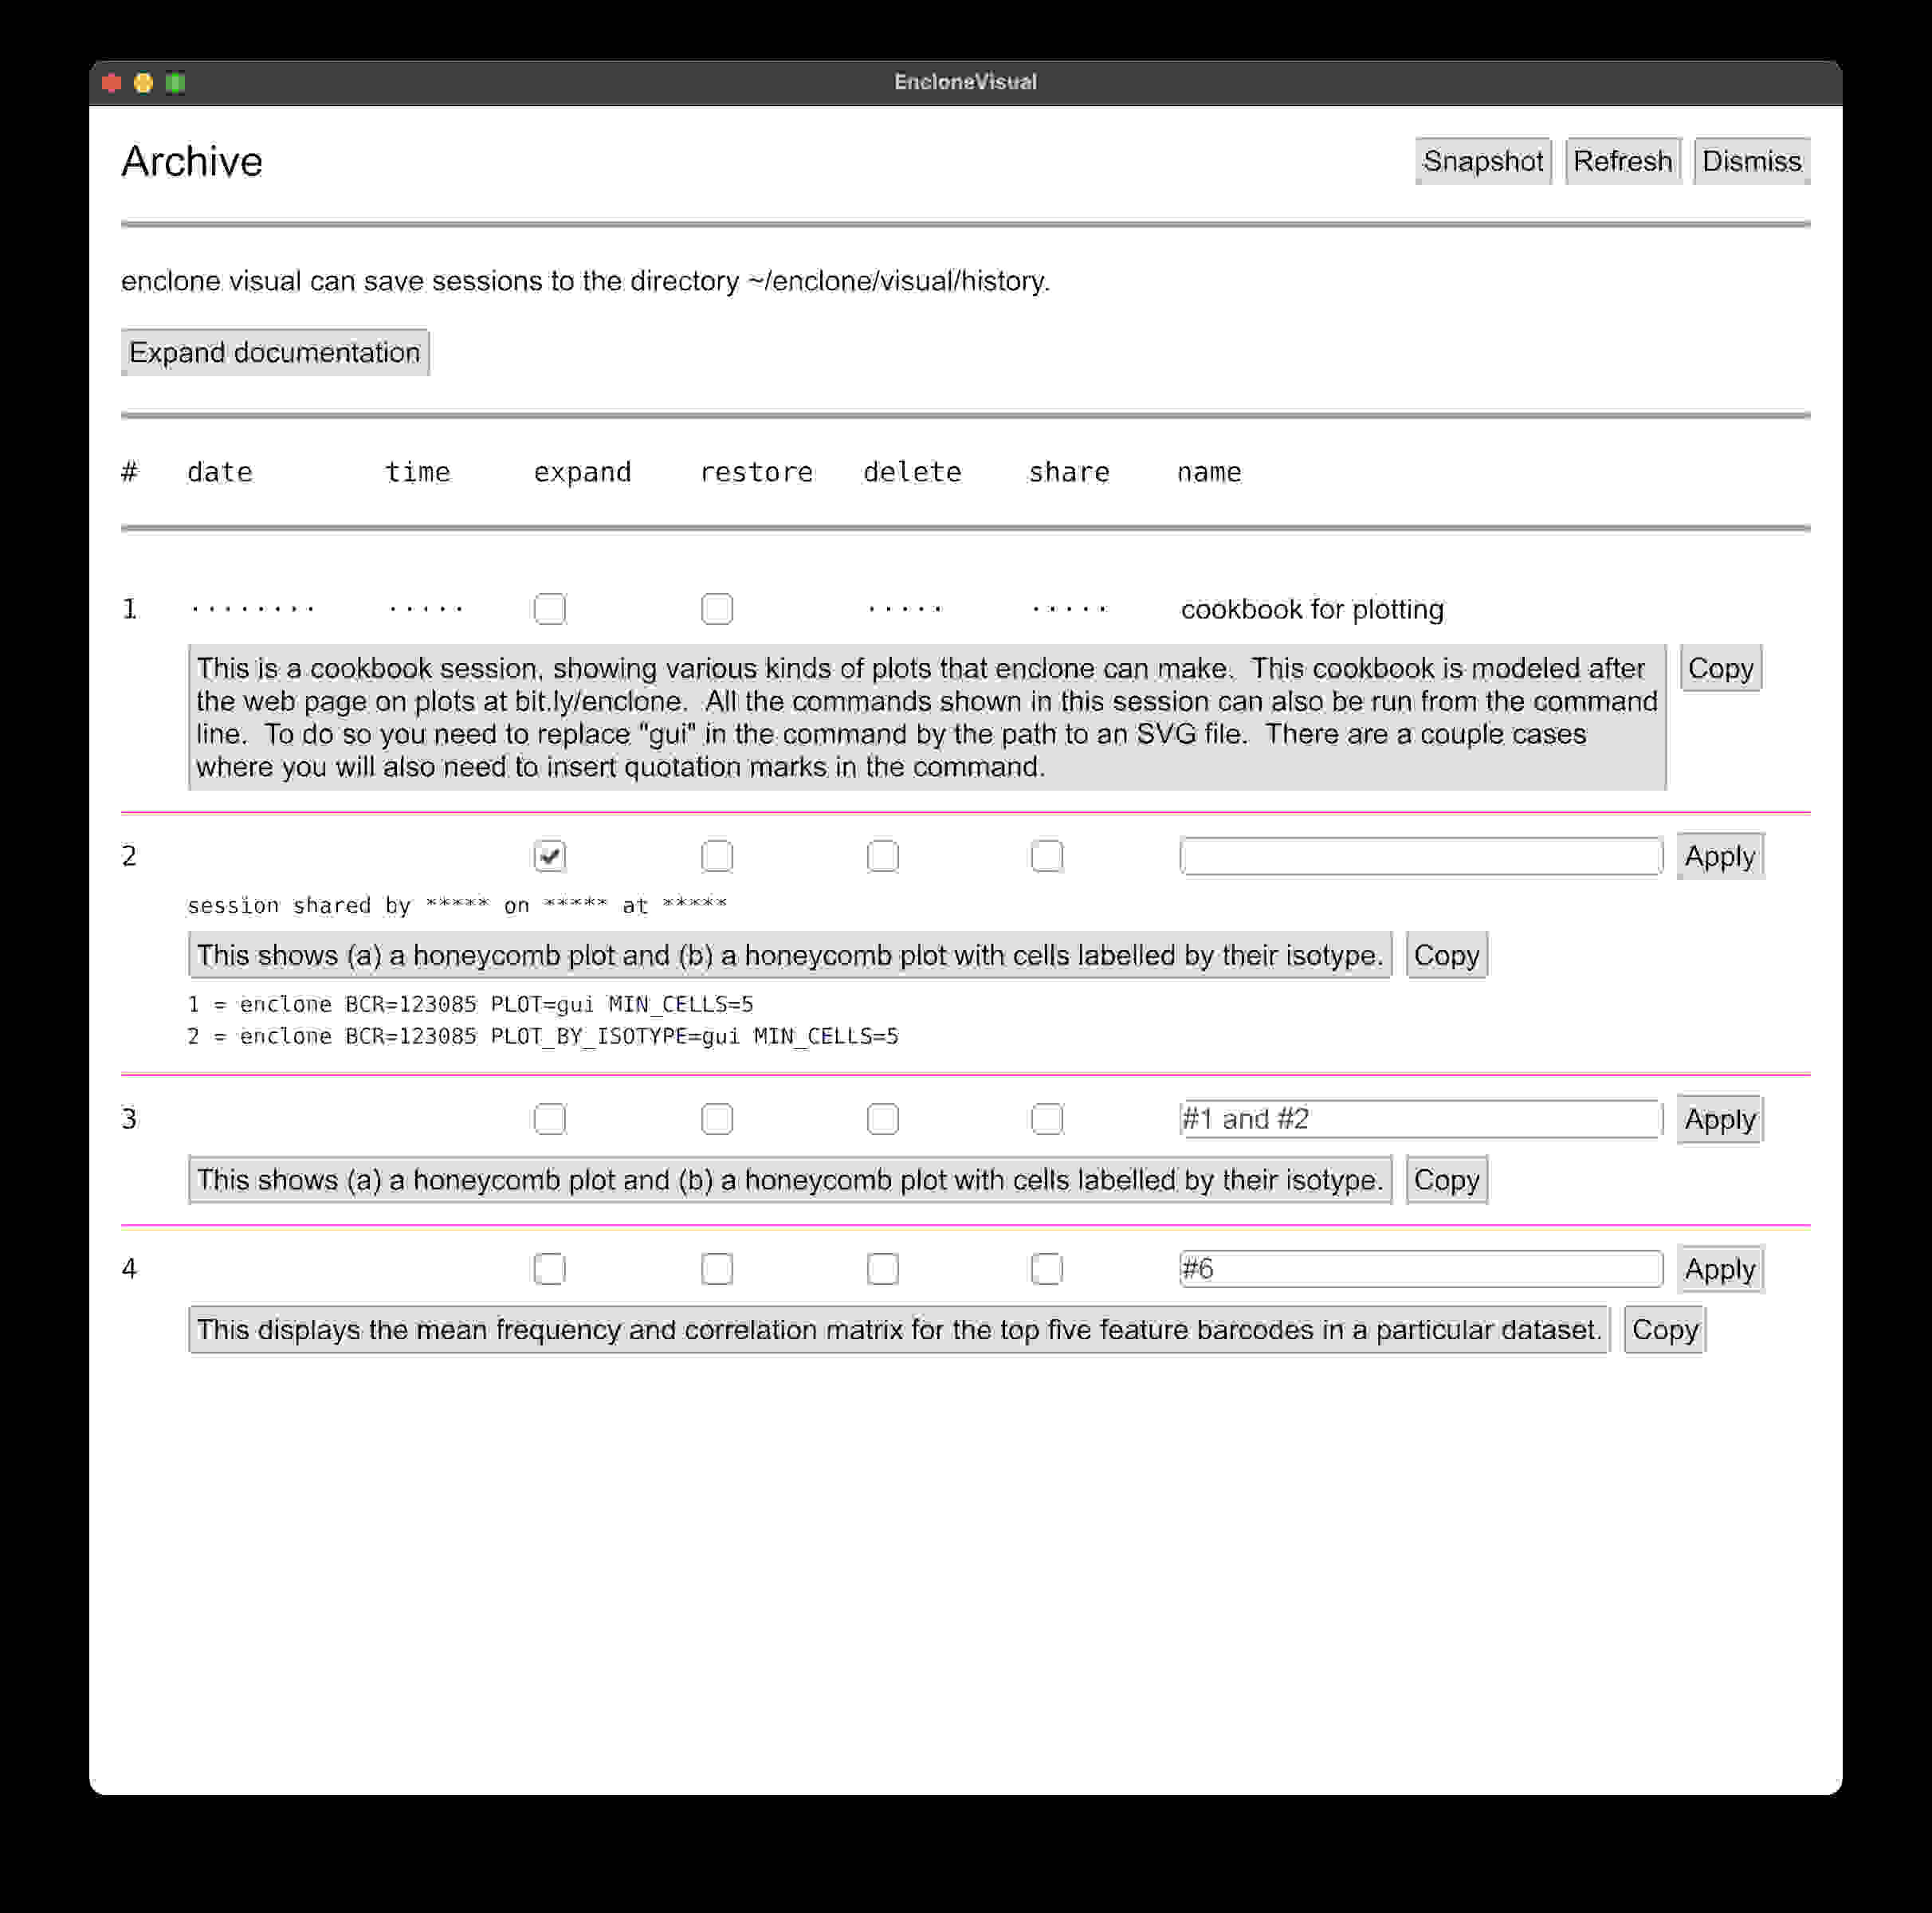 EncloneVisual
Archive
Snapshot Refresh Dismiss
enclone visual can save sessions to the directory ~/enclone/visual/history.
Expand documentation
# date time expand restore delete share name
1 ········ ····· ····· ····· cookbook for plotting
This is a cookbook session, showing various kinds of plots that enclone can make.  This cookbook is modeled after
Copy
the web page on plots at bit.ly/enclone.  All the commands shown in this session can also be run from the command
line.  To do so you need to replace "gui" in the command by the path to an SVG file.  There are a couple cases
where you will also need to insert quotation marks in the command.
2 Apply
session shared by ***** on ***** at *****
This shows (a) a honeycomb plot and (b) a honeycomb plot with cells labelled by their isotype. Copy
1 = enclone BCR=123085 PLOT=gui MIN_CELLS=5
2 = enclone BCR=123085 PLOT_BY_ISOTYPE=gui MIN_CELLS=5
3 #1 and #2 Apply
This shows (a) a honeycomb plot and (b) a honeycomb plot with cells labelled by their isotype. Copy
4 #6 Apply
This displays the mean frequency and correlation matrix for the top five feature barcodes in a particular dataset. Copy